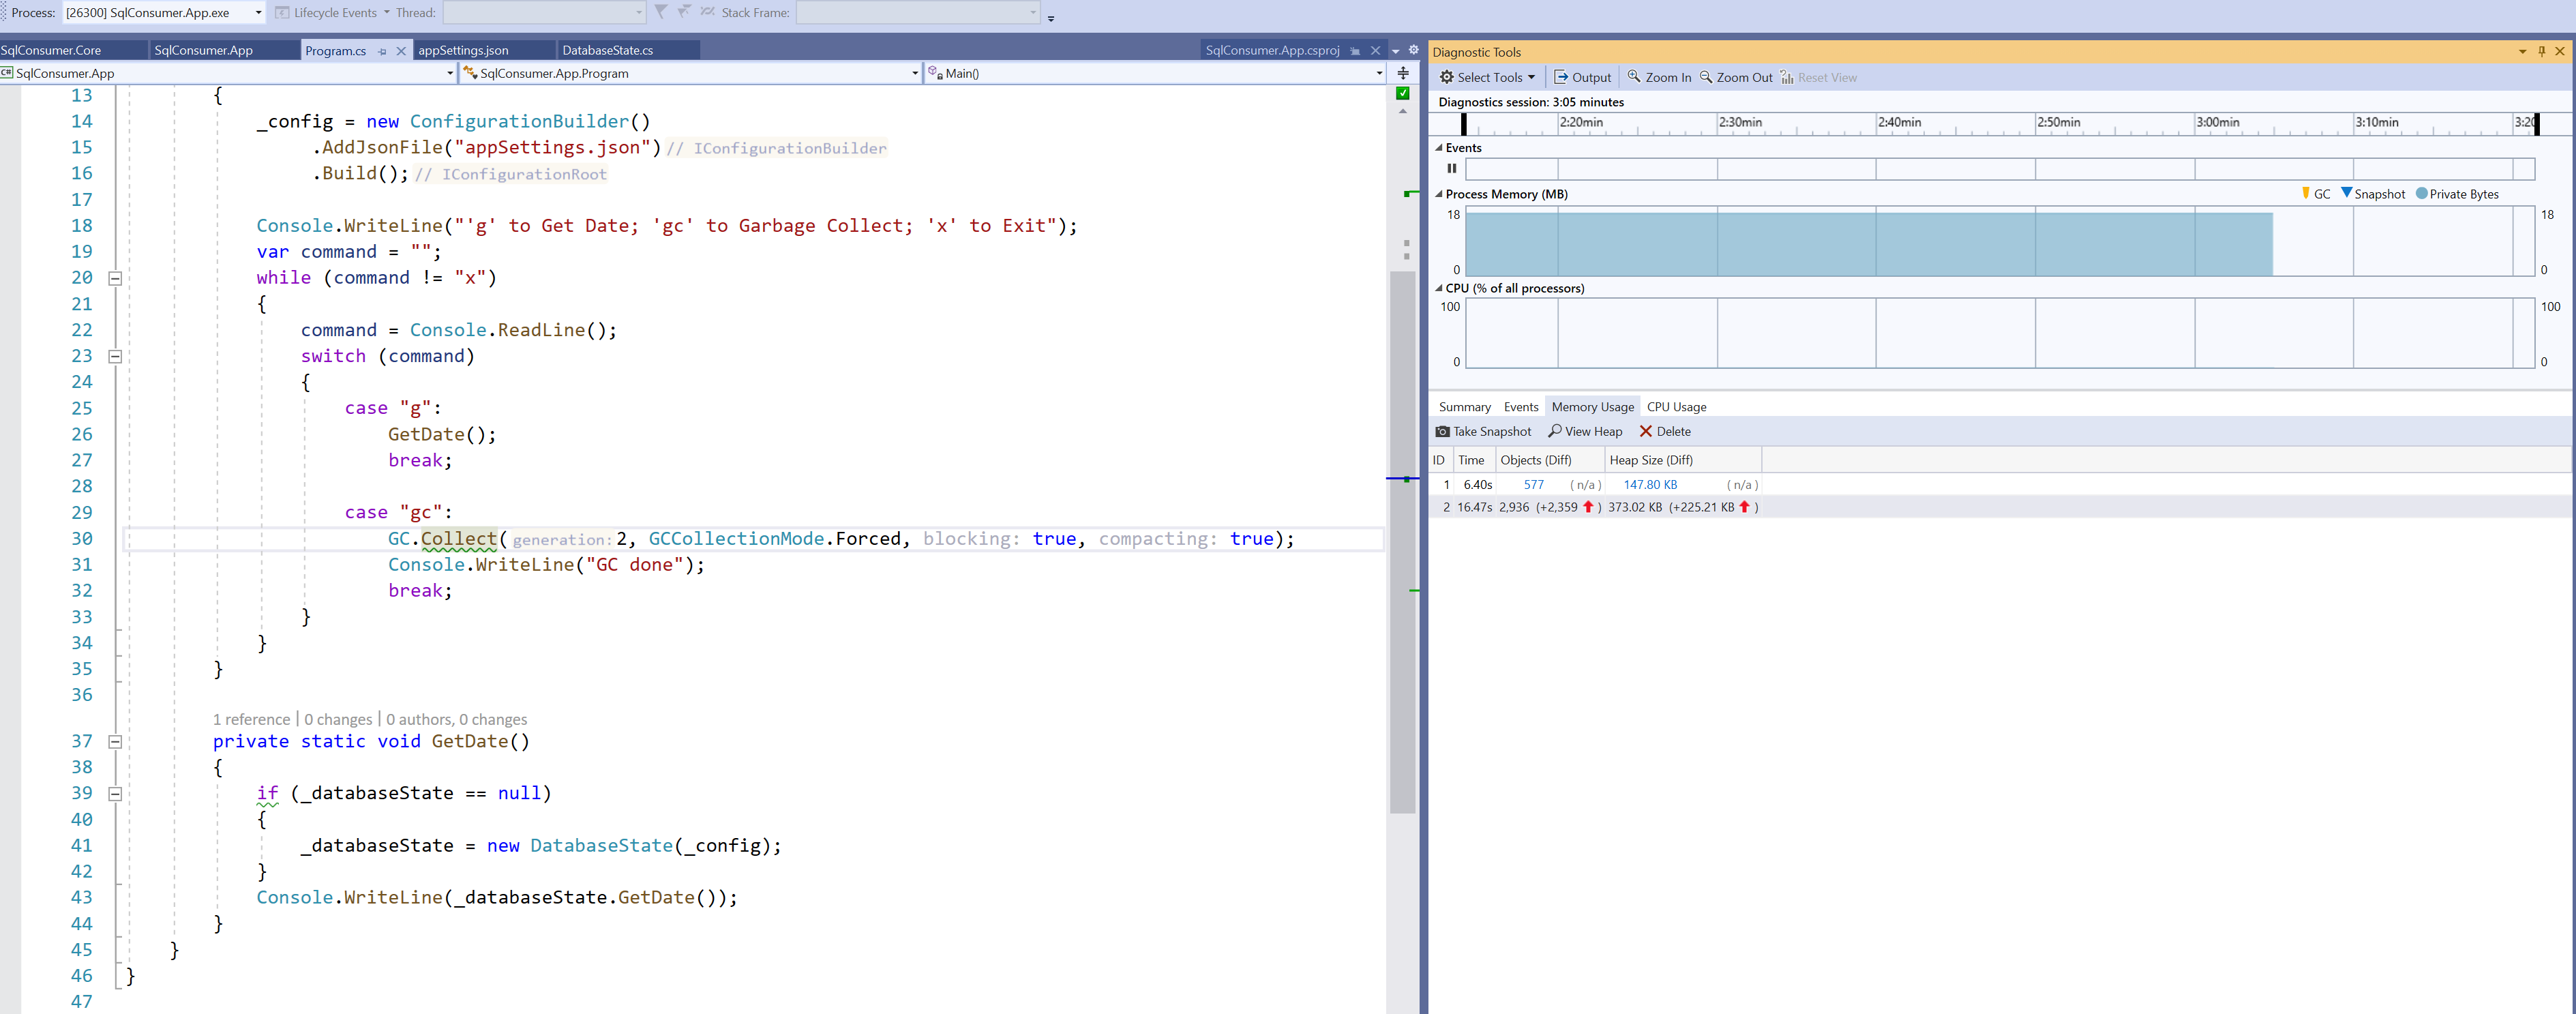 Process: [26300] SqlConsumer.App.exe Lifecycle Events Thread: Stack Frame:
SqlConsumer.Core SqlConsumer.App Program.cs appSettings.json DatabaseState.cs SqlConsumer.App.csproj
C# SqlConsumer.App SqlConsumer.App.Program Main()
13 {
14 _config = new ConfigurationBuilder()
15 .AddJsonFile("appSettings.json") // IConfigurationBuilder
16 .Build(); // IConfigurationRoot
17
18 Console.WriteLine("'g' to Get Date; 'gc' to Garbage Collect; 'x' to Exit");
19 var command = "";
20 while (command != "x")
21 {
22 command = Console.ReadLine();
23 switch (command)
24 {
25 case "g":
26 GetDate();
27 break;
28
29 case "gc":
30 GC.Collect( generation: 2, GCCollectionMode.Forced, blocking: true, compacting: true);
31 Console.WriteLine("GC done");
32 break;
33 }
34 }
35 }
36
1 reference | 0 changes | 0 authors, 0 changes
37 private static void GetDate()
38 {
39 if (_databaseState == null)
40 {
41 _databaseState = new DatabaseState(_config);
42 }
43 Console.WriteLine(_databaseState.GetDate());
44 }
45 }
46 }
47
Diagnostic Tools
Select Tools Output Zoom In Zoom Out Reset View
Diagnostics session: 3:05 minutes
2:20min 2:30min 2:40min 2:50min 3:00min 3:10min 3:20
Events
Process Memory (MB) GC Snapshot Private Bytes
18 18
0 0
CPU (% of all processors)
100 100
0 0
Summary Events Memory Usage CPU Usage
Take Snapshot View Heap Delete
ID Time Objects (Diff) Heap Size (Diff)
1 6.40s 577 (n/a) 147.80 KB (n/a)
2 16.47s 2,936 (+2,359 ) 373.02 KB (+225.21 KB )